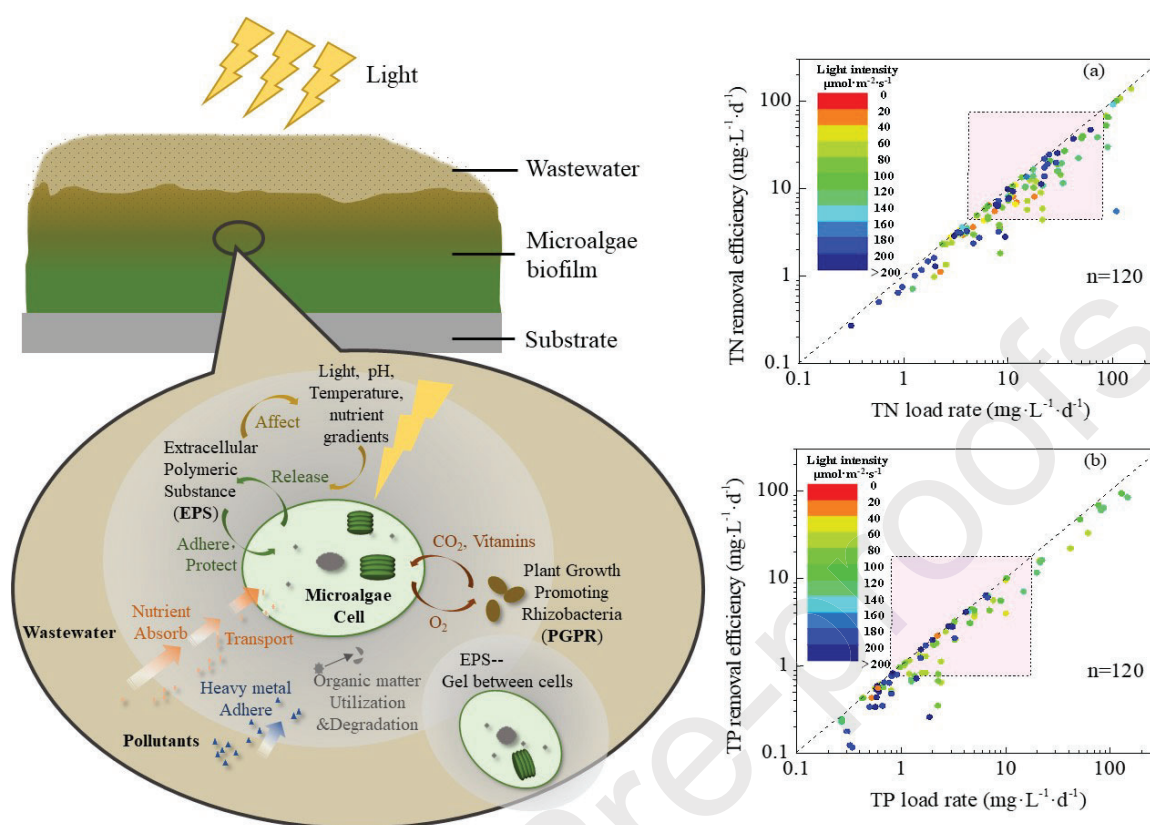 Light
Wastewater
Microalgae
biofilm
Substrate
Light, pH,
Temperature,
nutrient
gradients
Affect
Extracellular
Polymeric
Substance
(EPS)
Release
Adhere,
Protect
CO2, Vitamins
O2
Microalgae
Cell
Plant Growth
Promoting
Rhizobacteria
(PGPR)
Wastewater
Nutrient
Absorb
Transport
Heavy metal
Adhere
Pollutants
Organic matter
Utilization
&Degradation
EPS--
Gel between cells
(a)
Light intensity
μmol·m-2·s-1
0
20
40
60
80
100
120
140
160
180
200
>200
n=120
TN removal efficiency (mg·L-1·d-1)
100
10
1
0.1
0.1
1
10
100
TN load rate (mg·L-1·d-1)
(b)
Light intensity
μmol·m-2·s-1
0
20
40
60
80
100
120
140
160
180
200
>200
n=120
TP removal efficiency (mg·L-1·d-1)
100
10
1
0.1
0.1
1
10
100
TP load rate (mg·L-1·d-1)
re-proofs